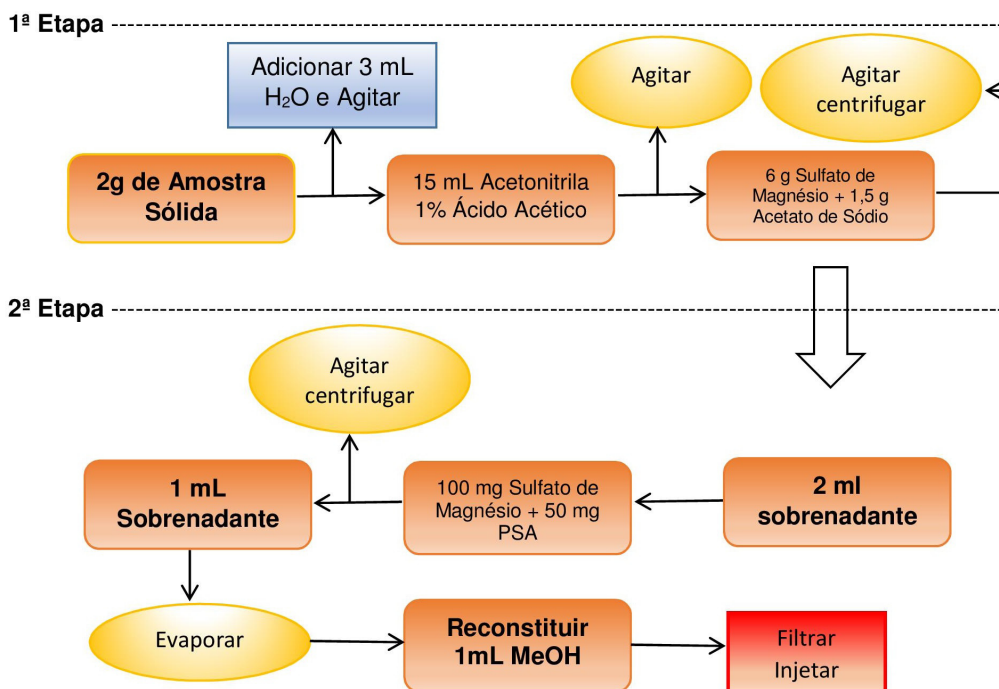 1ª Etapa
Adicionar 3 mL
H₂O e Agitar
Agitar
Agitar
centrifugar
2g de Amostra
Sólida
15 mL Acetonitrila
1% Ácido Acético
6 g Sulfato de
Magnésio + 1,5 g
Acetato de Sódio
2ª Etapa
Agitar
centrifugar
1 mL
Sobrenadante
100 mg Sulfato de
Magnésio + 50 mg
PSA
2 ml
sobrenadante
Evaporar
Reconstituir
1mL MeOH
Filtrar
Injetar